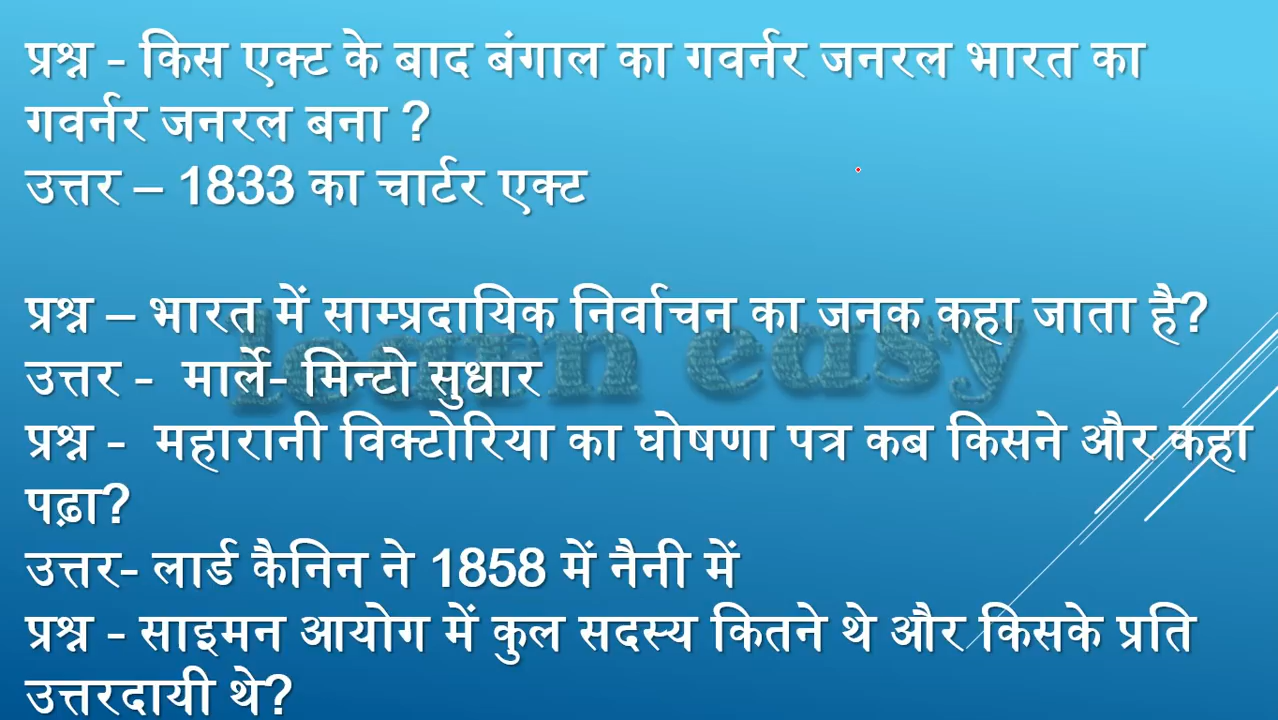 प्रश्न - किस एक्ट के बाद बंगाल का गवर्नर जनरल भारत का
गवर्नर जनरल बना ?
उत्तर – 1833 का चार्टर एक्ट
प्रश्न – भारत में साम्प्रदायिक निर्वाचन का जनक कहा जाता है?
learn easy
उत्तर - मार्ले- मिन्टो सुधार
प्रश्न - महारानी विक्टोरिया का घोषणा पत्र कब किसने और कहा
पढ़ा?
उत्तर- लार्ड कैनिन ने 1858 में नैनी में
प्रश्न - साइमन आयोग में कुल सदस्य कितने थे और किसके प्रति
उत्तरदायी थे?